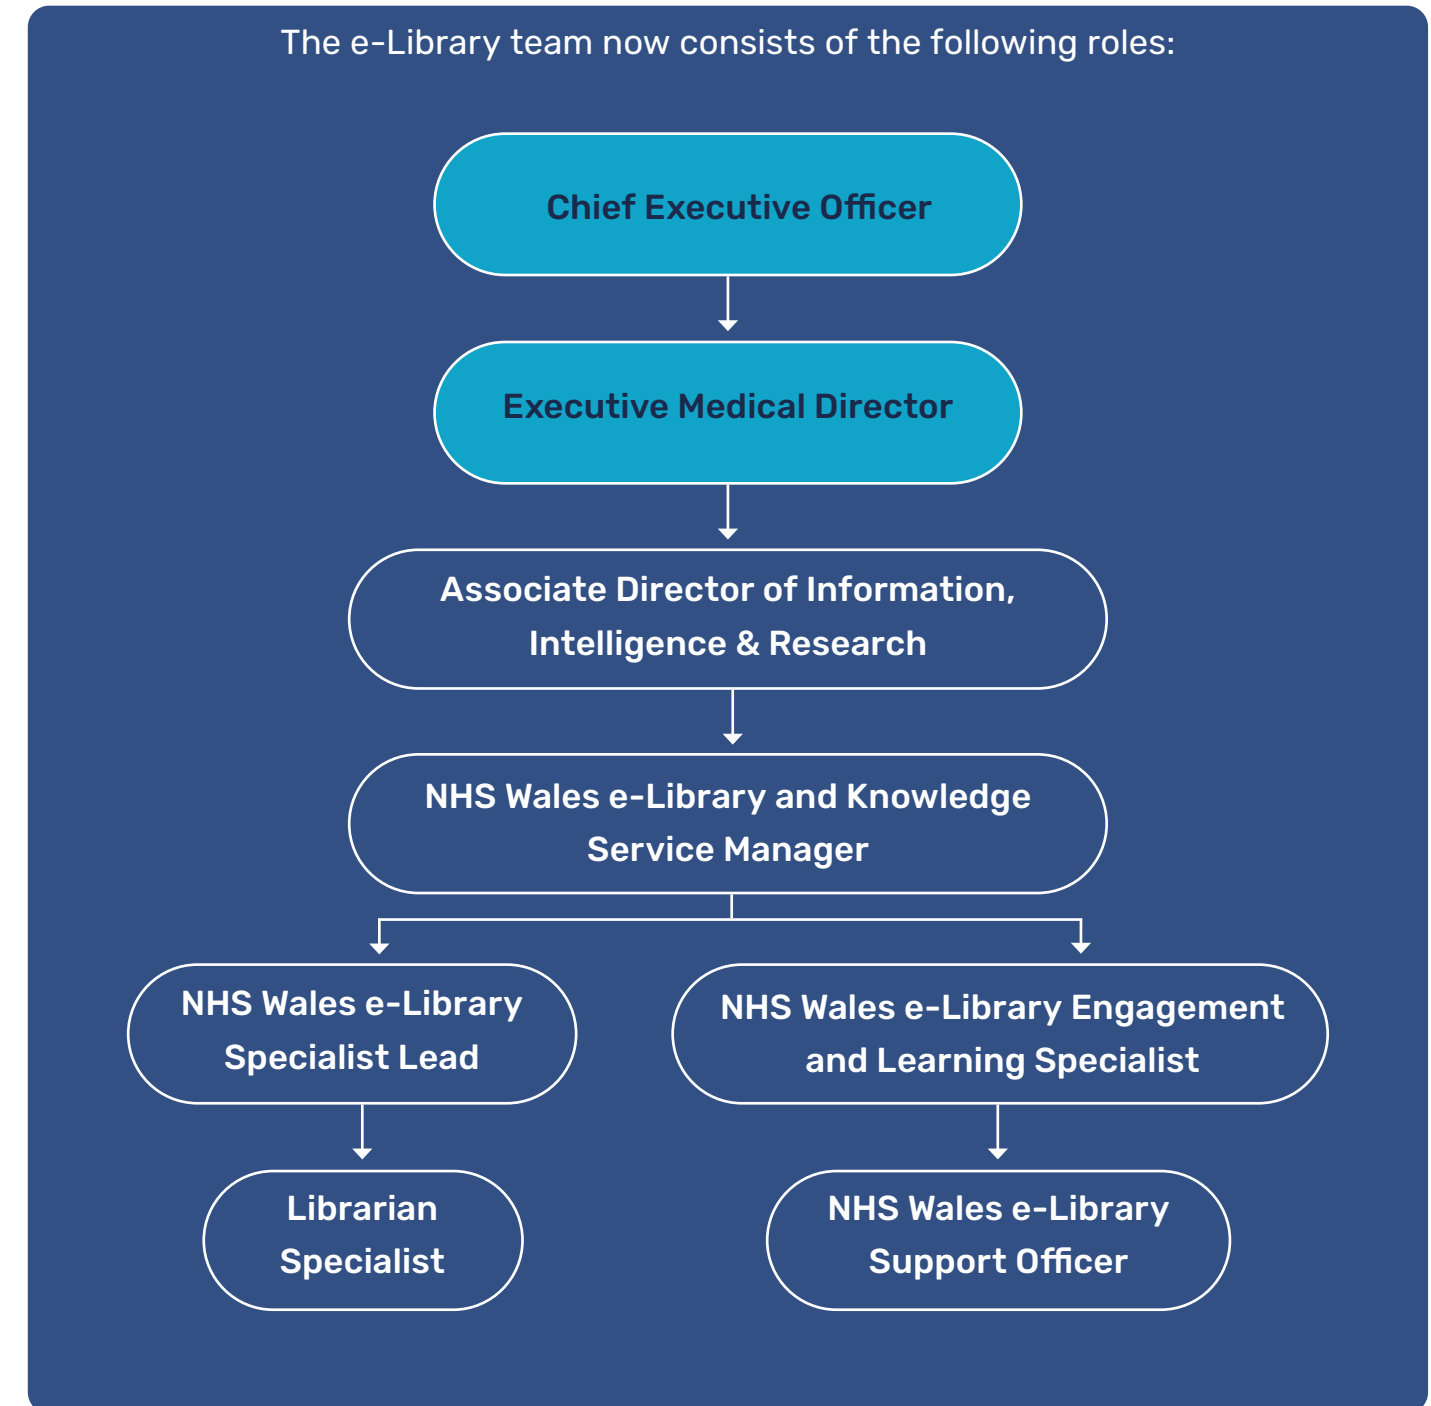 The e-Library team now consists of the following roles:
Chief Executive Officer
Executive Medical Director
Associate Director of Information,
Intelligence & Research
NHS Wales e-Library and Knowledge
Service Manager
NHS Wales e-Library
Specialist Lead
NHS Wales e-Library Engagement
and Learning Specialist
Librarian
Specialist
NHS Wales e-Library
Support Officer